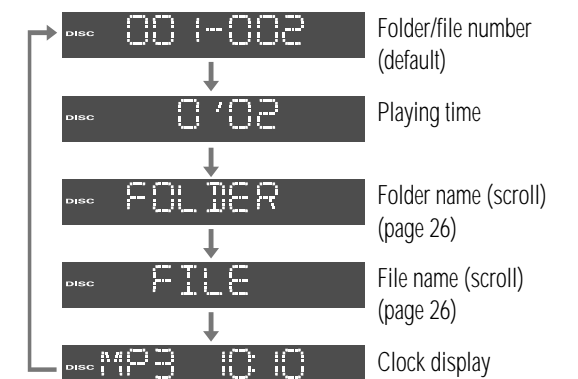 DISC 001-002 Folder/file number
(default)
DISC 0'02 Playing time
DISC FOLDER Folder name (scroll)
(page 26)
DISC FILE File name (scroll)
(page 26)
DISC MP3 10:10 Clock display